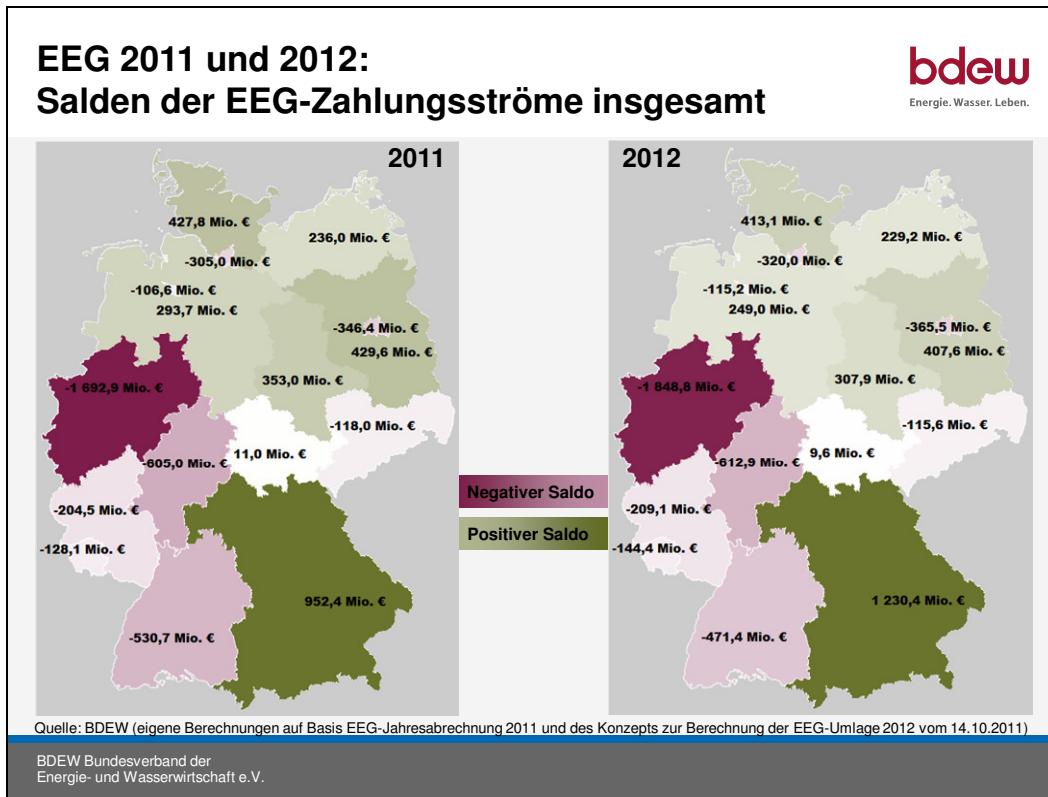 EEG 2011 und 2012:
Salden der EEG-Zahlungsströme insgesamt
bdew
Energie. Wasser. Leben.
2011
427,8 Mio. €
236,0 Mio. €
-305,0 Mio. €
-106,6 Mio. €
293,7 Mio. €
-346,4 Mio. €
429,6 Mio. €
-1 692,9 Mio. €
353,0 Mio. €
-118,0 Mio. €
11,0 Mio. €
-605,0 Mio. €
-204,5 Mio. €
-128,1 Mio. €
952,4 Mio. €
-530,7 Mio. €
Negativer Saldo
Positiver Saldo
2012
413,1 Mio. €
229,2 Mio. €
-320,0 Mio. €
-115,2 Mio. €
249,0 Mio. €
-365,5 Mio. €
407,6 Mio. €
-1 848,8 Mio. €
307,9 Mio. €
-115,6 Mio. €
9,6 Mio. €
-612,9 Mio. €
-209,1 Mio. €
-144,4 Mio. €
1 230,4 Mio. €
-471,4 Mio. €
Quelle: BDEW (eigene Berechnungen auf Basis EEG-Jahresabrechnung 2011 und des Konzepts zur Berechnung der EEG-Umlage 2012 vom 14.10.2011)
BDEW Bundesverband der
Energie- und Wasserwirtschaft e.V.